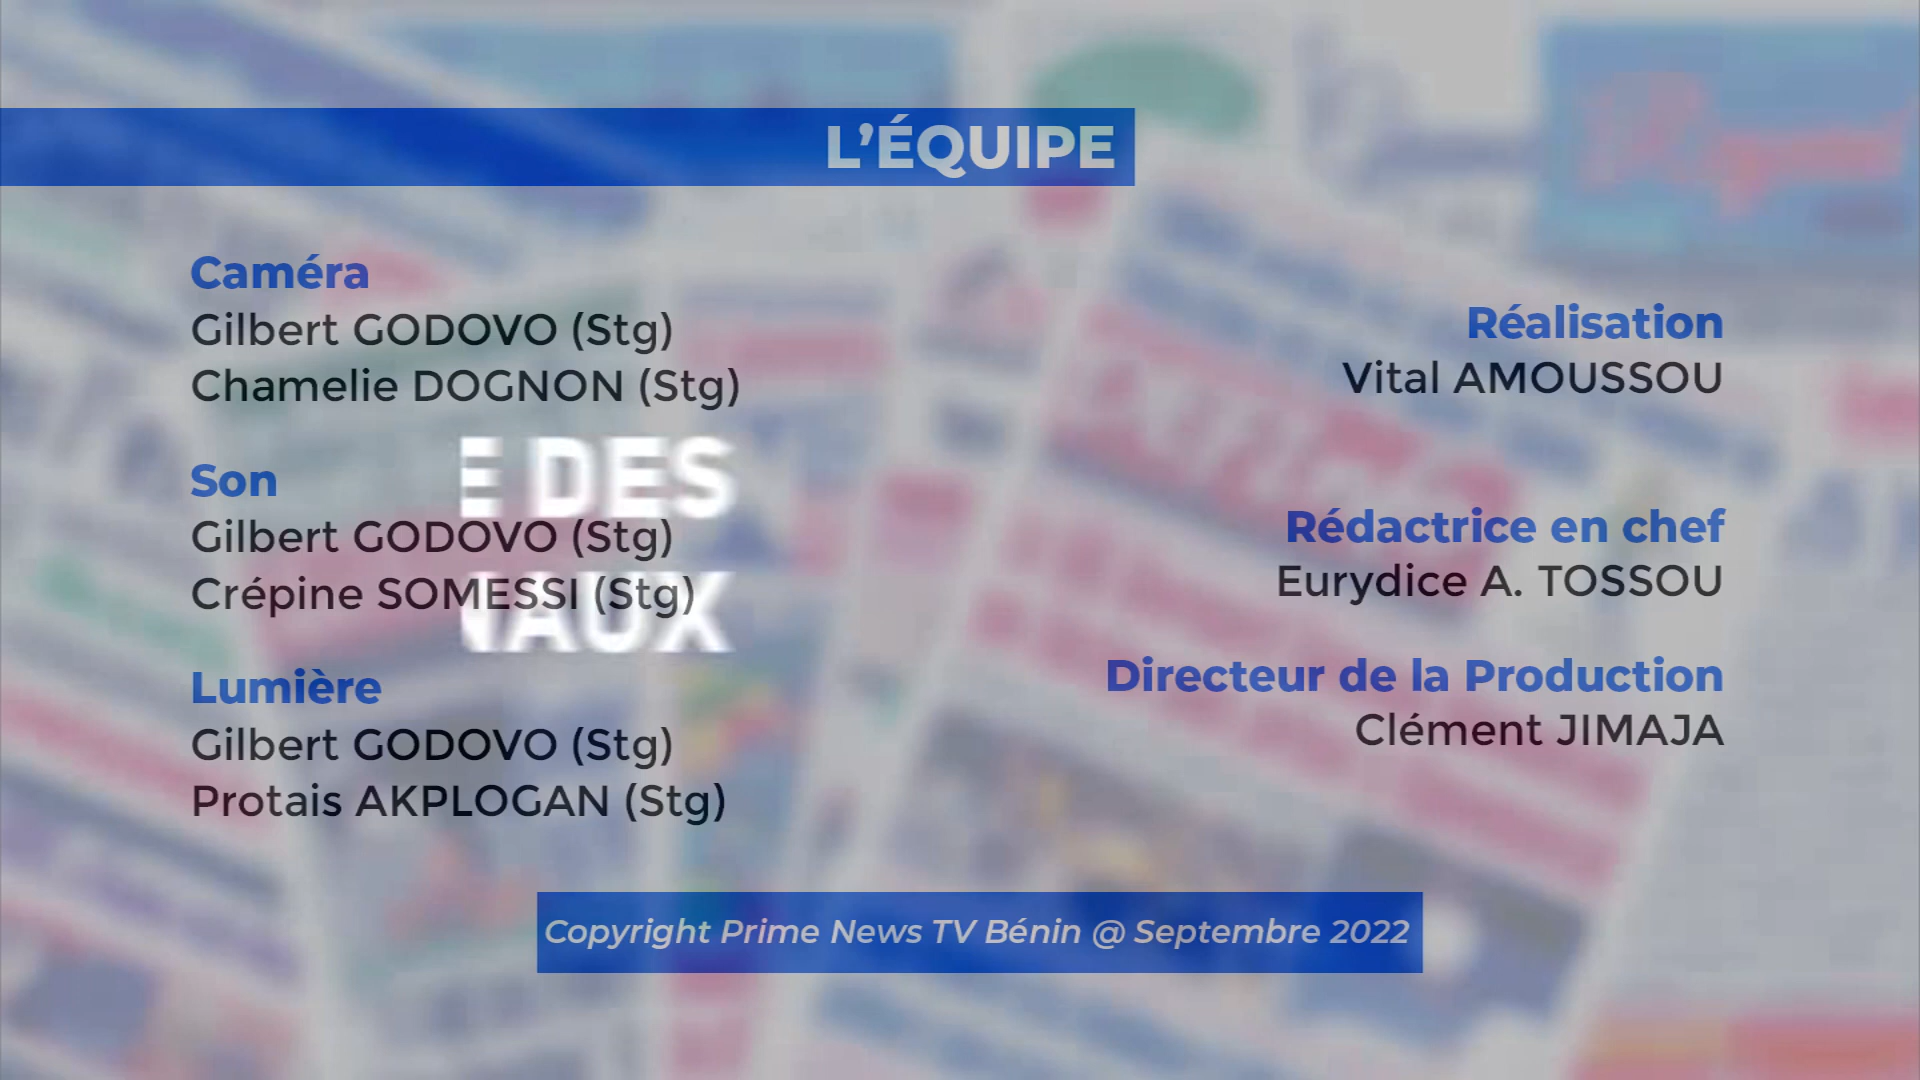 L'ÉQUIPE
Caméra
Gilbert GODOVO (Stg)
Chamelie DOGNON (Stg)
Son
Gilbert GODOVO (Stg)
Crépine SOMESSI (Stg)
Lumière
Gilbert GODOVO (Stg)
Protais AKPLOGAN (Stg)
E DES
NAUX
Réalisation
Vital AMOUSSOU
Rédactrice en chef
Eurydice A. TOSSOU
Directeur de la Production
Clément JIMAJA
Copyright Prime News TV Bénin @ Septembre 2022